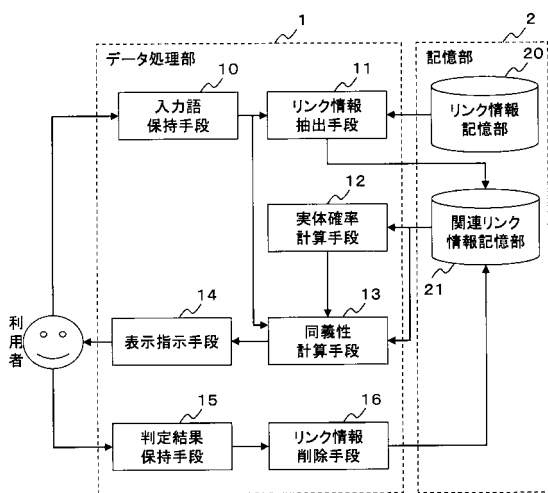 1
2
データ処理部
記憶部
10
11
20
入力語
保持手段
リンク情報
抽出手段
リンク情報
記憶部
12
実体確率
計算手段
関連リンク
情報記憶部
21
14
13
利用者
表示指示手段
同義性
計算手段
15
16
判定結果
保持手段
リンク情報
削除手段